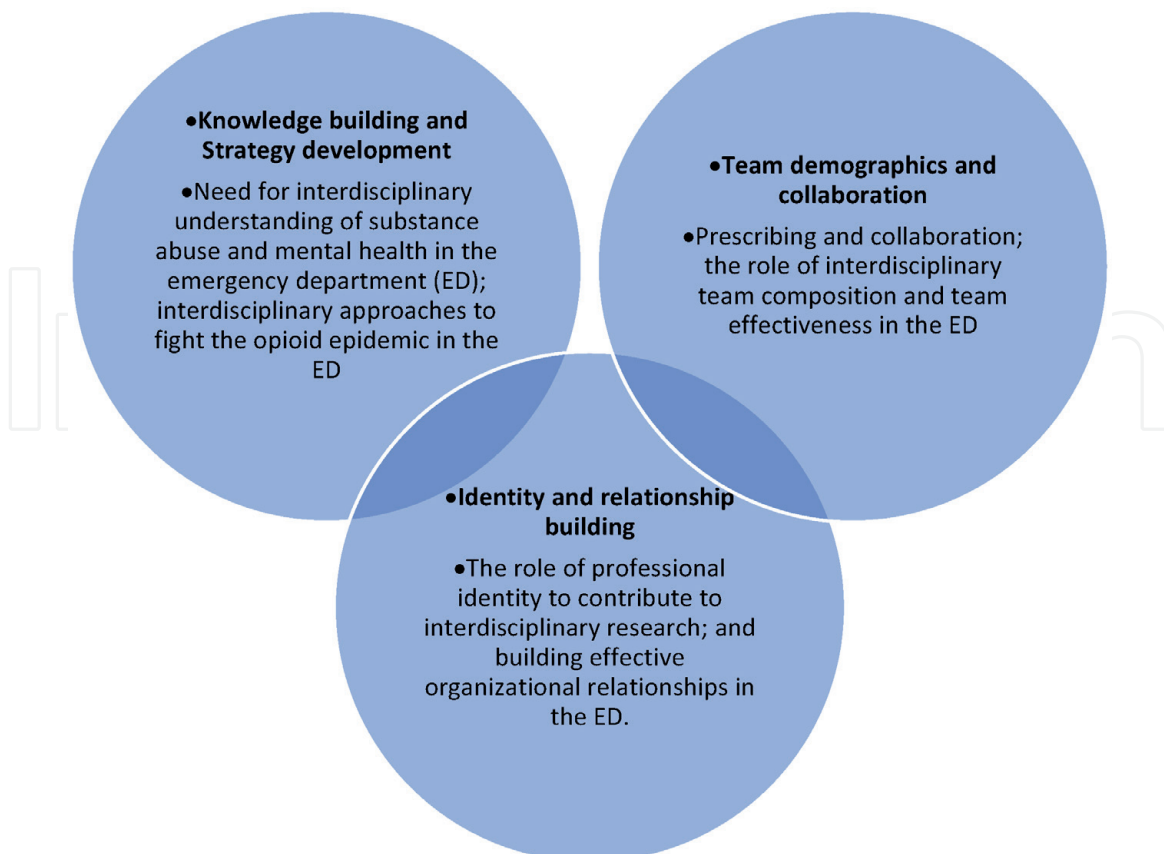 •Knowledge building and
Strategy development
•Need for interdisciplinary
understanding of substance
abuse and mental health in the
emergency department (ED);
interdisciplinary approaches to
fight the opioid epidemic in the
ED
•Team demographics and
collaboration
•Prescribing and collaboration;
the role of interdisciplinary
team composition and team
effectiveness in the ED
•Identity and relationship
building
•The role of professional
identity to contribute to
interdisciplinary research; and
building effective
organizational relationships in
the ED.